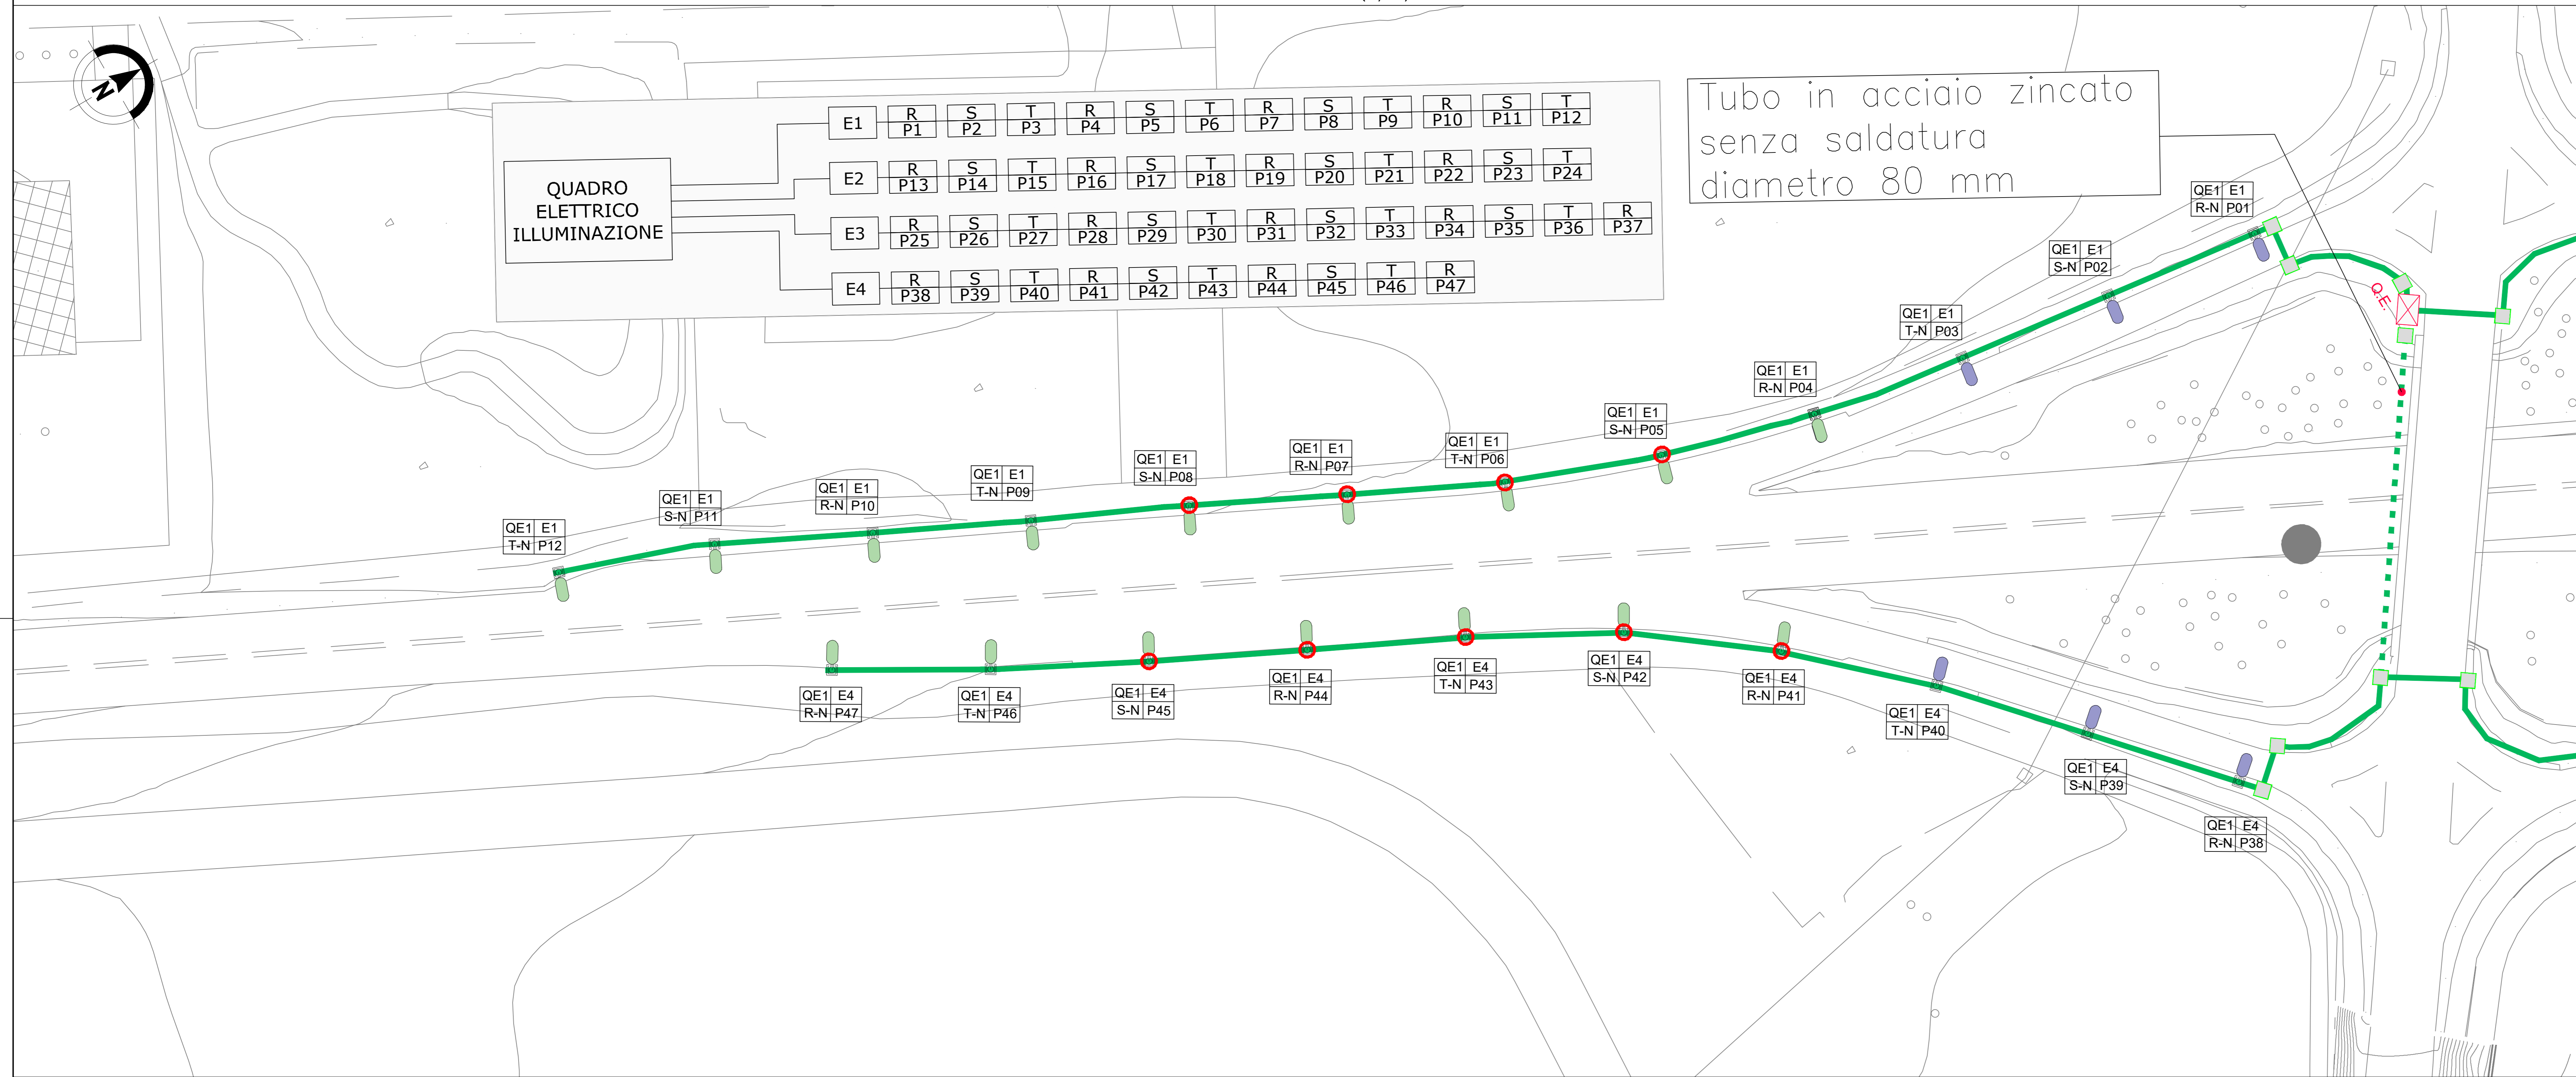 N
QUADRO
ELETTRICO
ILLUMINAZIONE
E1
R S T R S T R S T R S T
P1 P2 P3 P4 P5 P6 P7 P8 P9 P10 P11 P12
E2
R S T R S T R S T R S T
P13 P14 P15 P16 P17 P18 P19 P20 P21 P22 P23 P24
E3
R S T R S T R S T R S T R
P25 P26 P27 P28 P29 P30 P31 P32 P33 P34 P35 P36 P37
E4
R S T R S T R S T R
P38 P39 P40 P41 P42 P43 P44 P45 P46 P47
Tubo in acciaio zincato
senza saldatura
diametro 80 mm
QE1 E1
R-N P01
QE1 E1
S-N P02
QE1 E1
T-N P03
QE1 E1
R-N P04
QE1 E1
S-N P05
QE1 E1
T-N P06
QE1 E1
R-N P07
QE1 E1
S-N P08
QE1 E1
T-N P09
QE1 E1
R-N P10
QE1 E1
S-N P11
QE1 E1
T-N P12
Q.E.
QE1 E4
R-N P47
QE1 E4
T-N P46
QE1 E4
S-N P45
QE1 E4
R-N P44
QE1 E4
T-N P43
QE1 E4
S-N P42
QE1 E4
R-N P41
QE1 E4
T-N P40
QE1 E4
S-N P39
QE1 E4
R-N P38